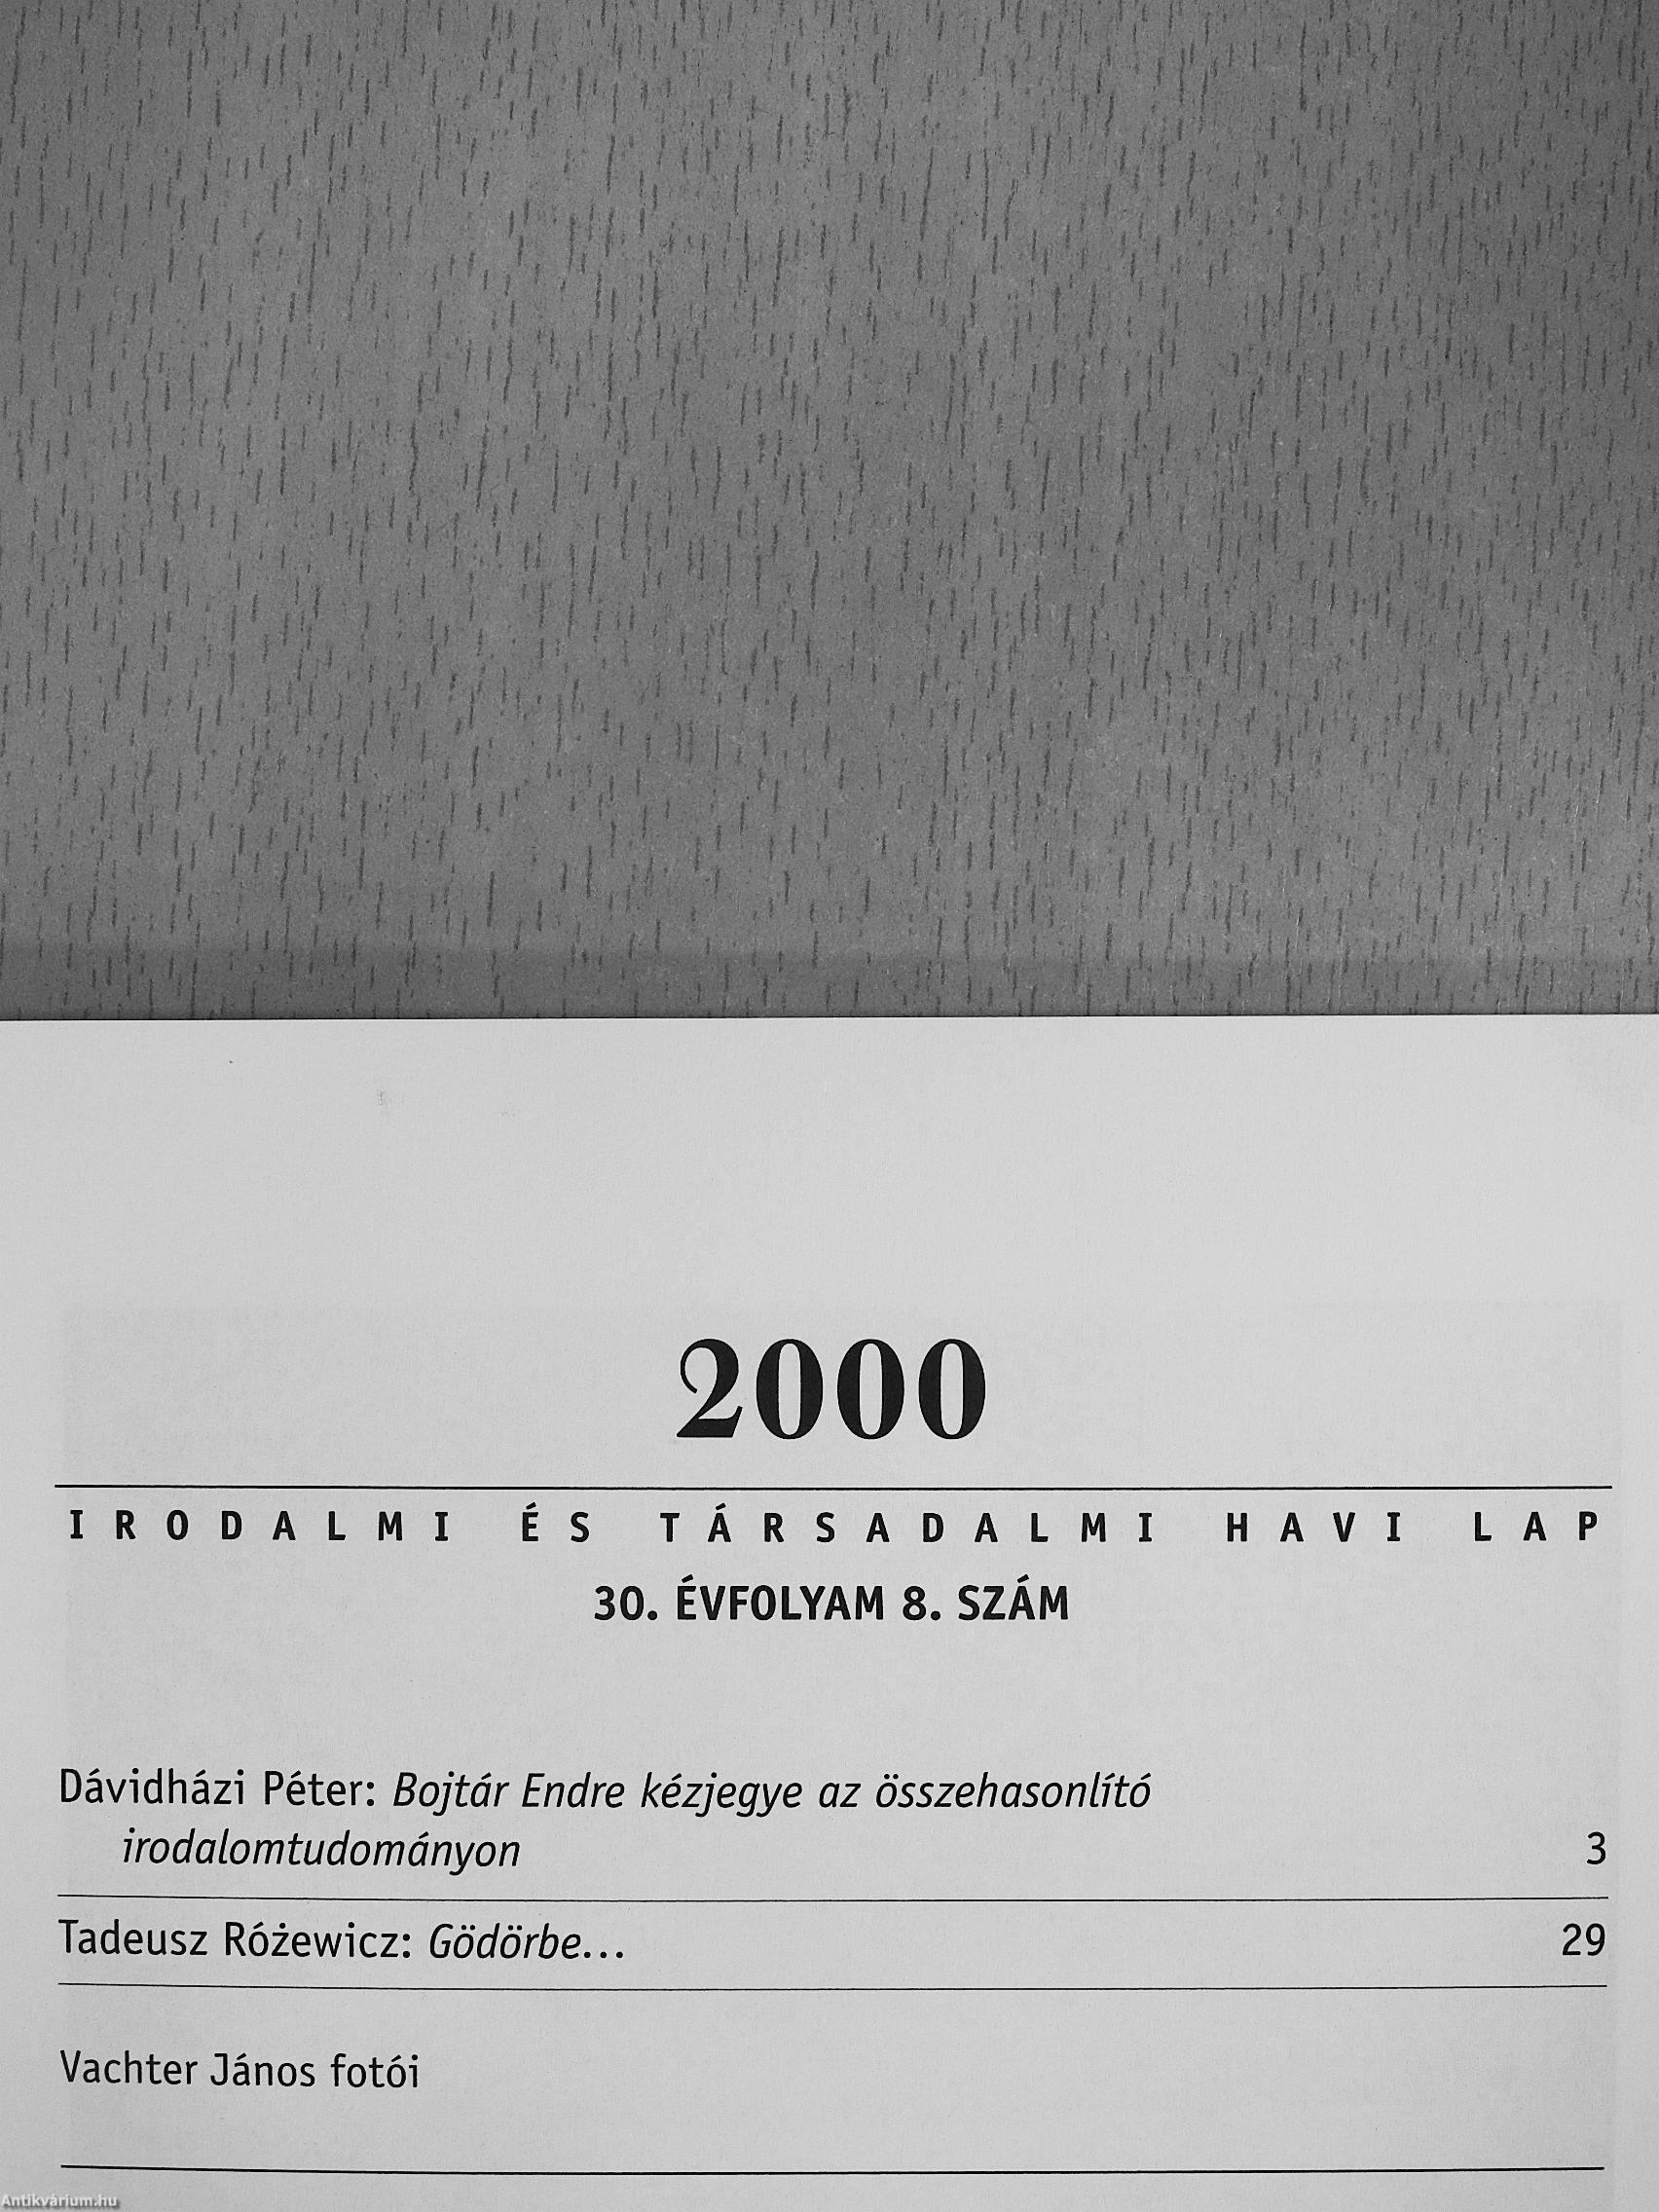 2000
IRODALMI ÉS TÁRSADALMI HAVI LAP
30. ÉVFOLYAM 8. SZÁM
Dávidházi Péter: Bojtár Endre kézjegye az összehasonlító
irodalomtudományon 3
Tadeusz Różewicz: Gödörbe... 29
Vachter János fotói
Antikvárium.hu